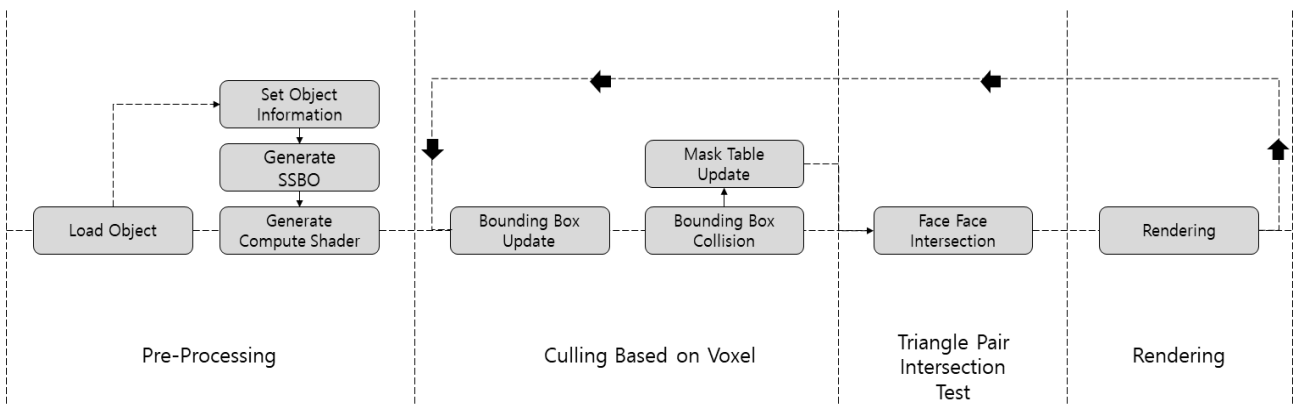 Set Object
Information
Generate
SSBO
Load Object
Generate
Compute Shader
Mask Table
Update
Bounding Box
Update
Bounding Box
Collision
Face Face
Intersection
Rendering
Pre-Processing
Culling Based on Voxel
Triangle Pair
Intersection
Test
Rendering